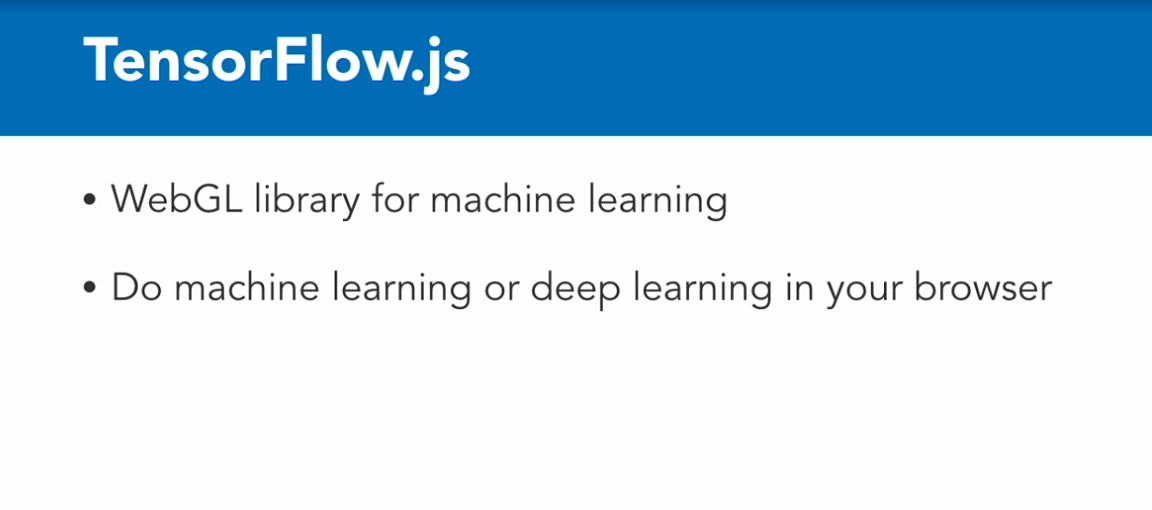 TensorFlow.js
• WebGL library for machine learning
• Do machine learning or deep learning in your browser